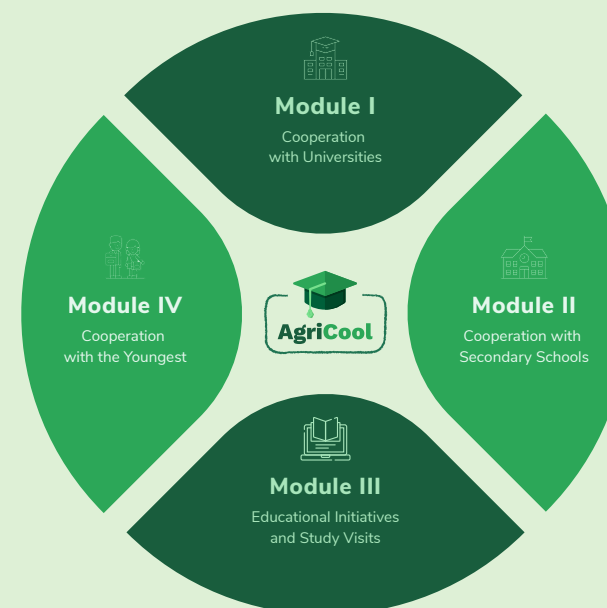 Module I
Cooperation
with Universities
Module IV
Cooperation
with the Youngest
AgriCool
Module II
Cooperation with
Secondary Schools
Module III
Educational Initiatives
and Study Visits